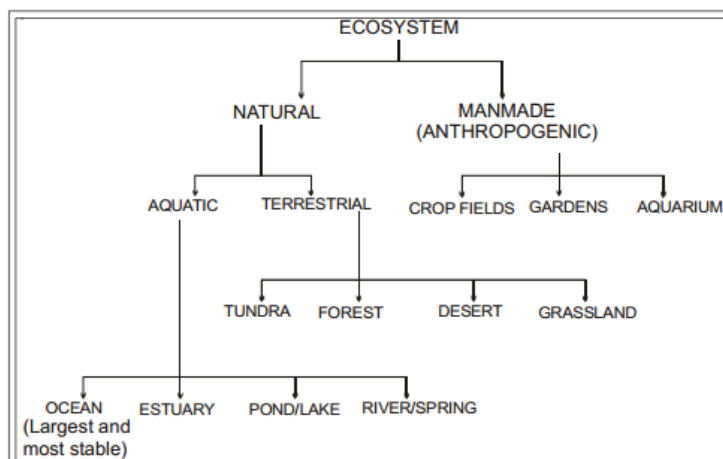 ECOSYSTEM
NATURAL
MANMADE
(ANTHROPOGENIC)
AQUATIC
TERRESTRIAL
CROP FIELDS
GARDENS
AQUARIUM
TUNDRA
FOREST
DESERT
GRASSLAND
OCEAN
(Largest and
most stable)
ESTUARY
POND/LAKE
RIVER/SPRING